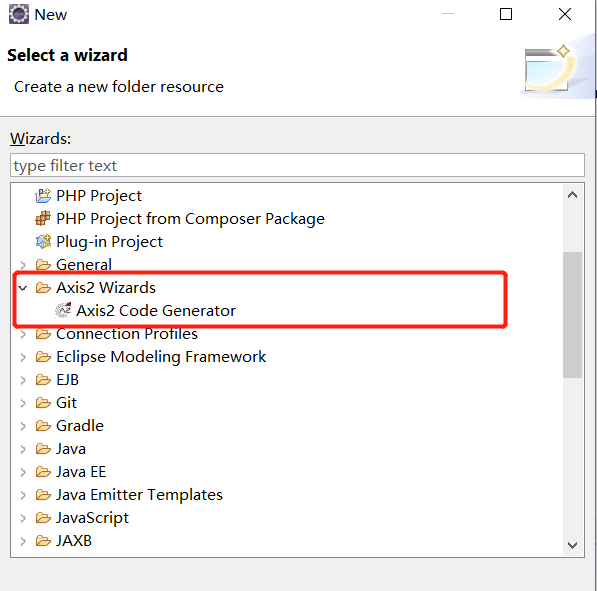 New
Select a wizard
Create a new folder resource
Wizards:
type filter text
PHP Project
PHP Project from Composer Package
Plug-in Project
General
Axis2 Wizards
Axis2 Code Generator
Connection Profiles
Eclipse Modeling Framework
EJB
Git
Gradle
Java
Java EE
Java Emitter Templates
JavaScript
JAXB